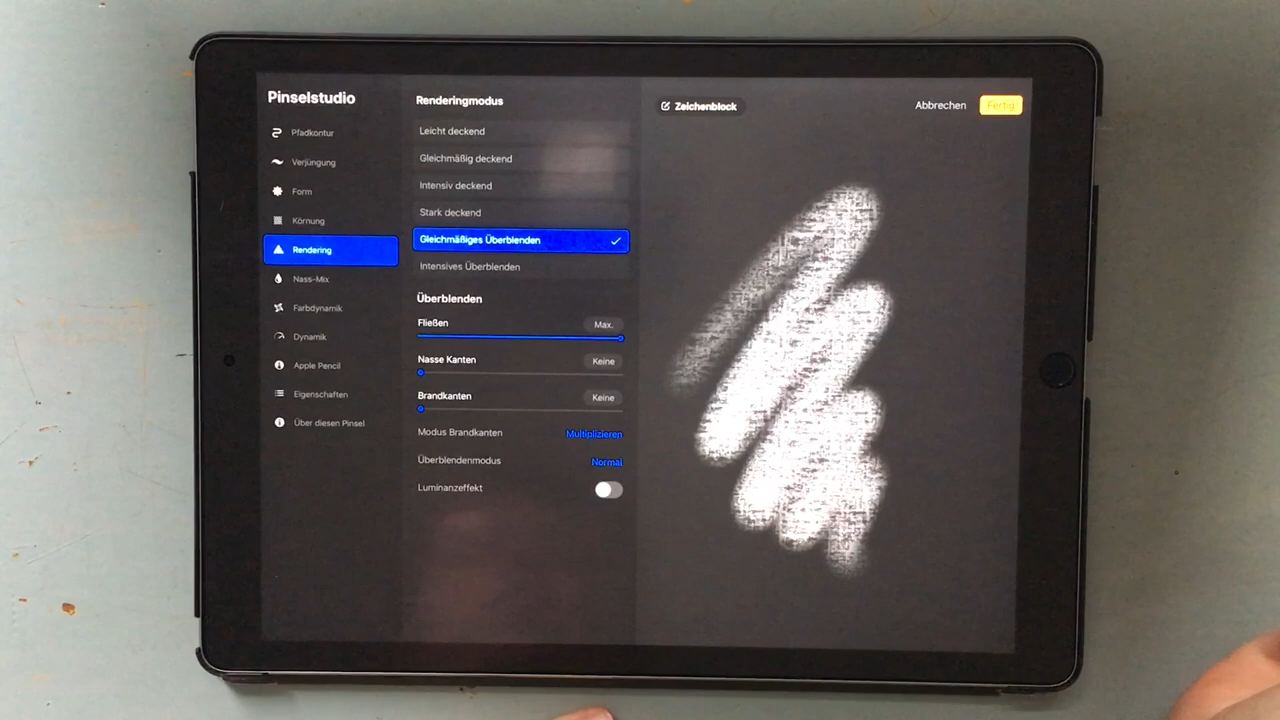 Pinselstudio
Pfadkontur
Verjüngung
Form
Körnung
Rendering
Nass-Mix
Farbdynamik
Dynamik
Apple Pencil
Eigenschaften
Über diesen Pinsel
Renderingmodus
Leicht deckend
Gleichmäßig deckend
Intensiv deckend
Stark deckend
Gleichmäßiges Überblenden
Intensives Überblenden
Überblenden
Fließen Max.
Nasse Kanten Keine
Brandkanten Keine
Modus Brandkanten Multiplizieren
Überblendenmodus Normal
Luminanzeffekt
Zeichenblock
Abbrechen Fertig